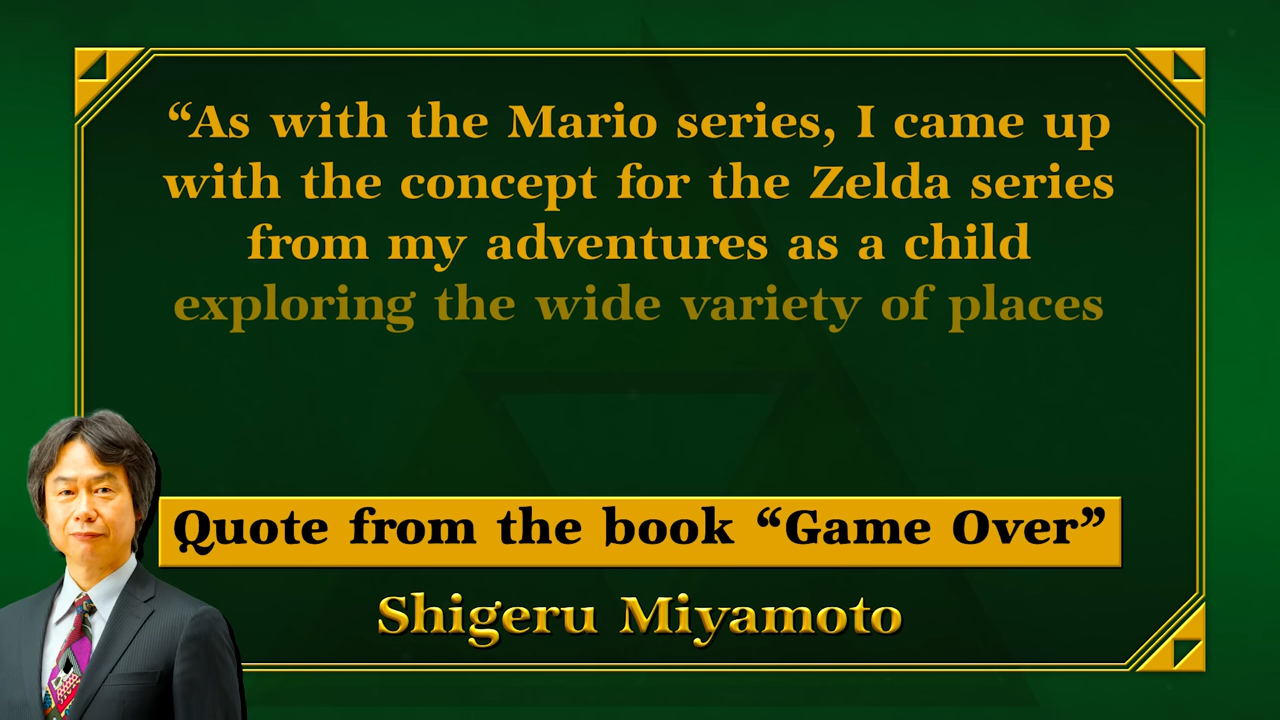 “As with the Mario series, I came up
with the concept for the Zelda series
from my adventures as a child
exploring the wide variety of places
Quote from the book “Game Over”
Shigeru Miyamoto